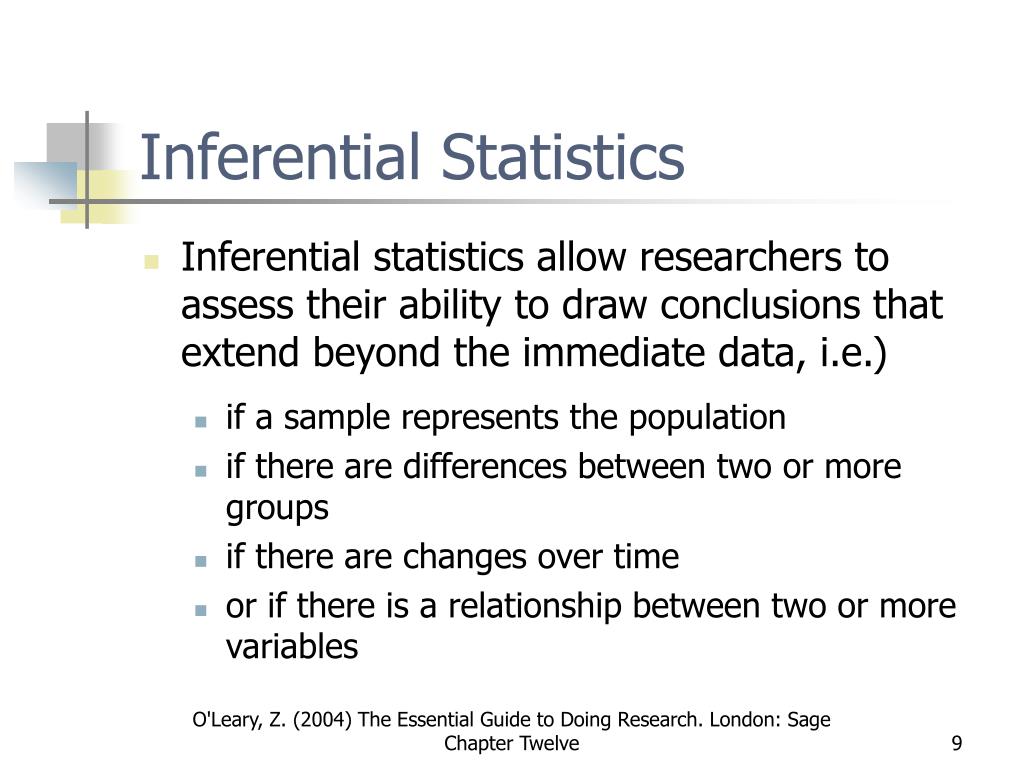 Inferential Statistics
Inferential statistics allow researchers to
assess their ability to draw conclusions that
extend beyond the immediate data, i.e.)
if a sample represents the population
if there are differences between two or more
groups
if there are changes over time
or if there is a relationship between two or more
variables
O'Leary, Z. (2004) The Essential Guide to Doing Research. London: Sage
Chapter Twelve
9